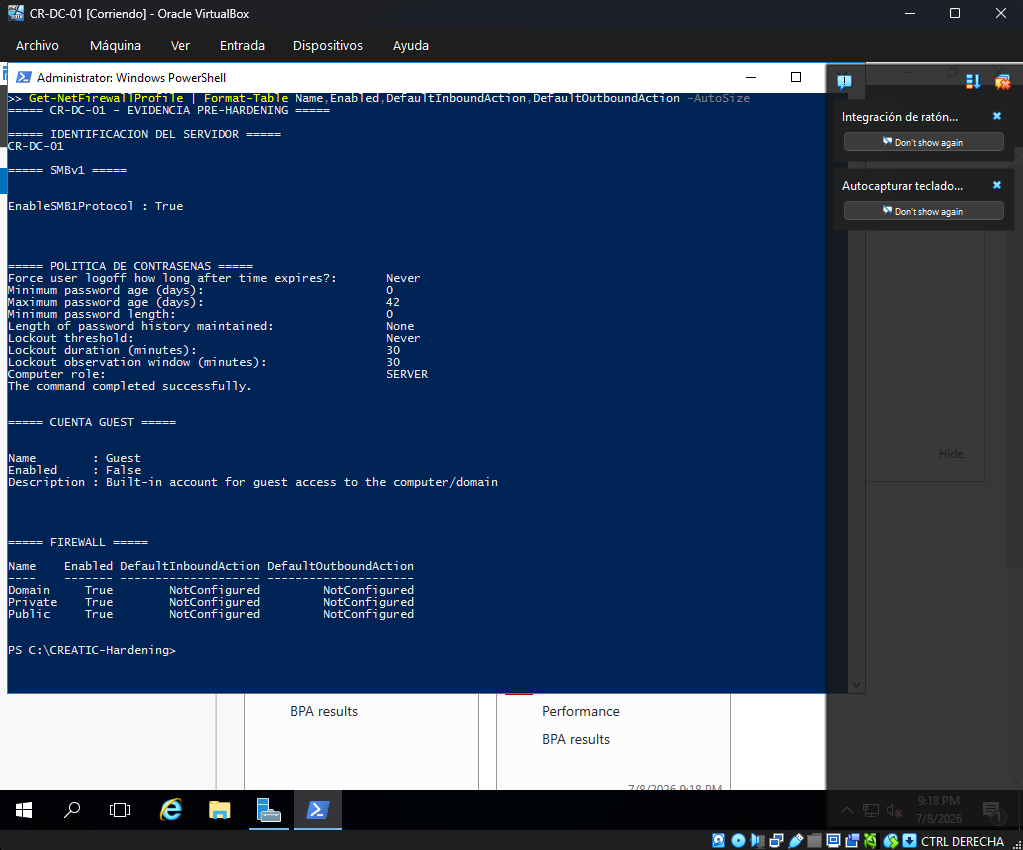 CR-DC-01 [Corriendo] - Oracle VirtualBox
Archivo Máquina Ver Entrada Dispositivos Ayuda
Administrator: Windows PowerShell
>> Get-NetFirewallProfile | Format-Table Name,Enabled,DefaultInboundAction,DefaultOutboundAction -AutoSize
===== CR-DC-01 - EVIDENCIA PRE-HARDENING =====
===== IDENTIFICACION DEL SERVIDOR =====
CR-DC-01
===== SMBv1 =====
EnableSMB1Protocol : True
===== POLITICA DE CONTRASENAS =====
Force user logoff how long after time expires?: Never
Minimum password age (days): 0
Maximum password age (days): 42
Minimum password length: 0
Length of password history maintained: None
Lockout threshold: Never
Lockout duration (minutes): 30
Lockout observation window (minutes): 30
Computer role: SERVER
The command completed successfully.
===== CUENTA GUEST =====
Name : Guest
Enabled : False
Description : Built-in account for guest access to the computer/domain
===== FIREWALL =====
Name Enabled DefaultInboundAction DefaultOutboundAction
---- ------- -------------------- ---------------------
Domain True NotConfigured NotConfigured
Private True NotConfigured NotConfigured
Public True NotConfigured NotConfigured
PS C:\CREATIC-Hardening>
Integración de ratón...
Don't show again
Autocapturar teclado...
Don't show again
Hide
BPA results
Performance
BPA results
7/8/2026 9:18 PM
9:18 PM
7/8/2026
1
CTRL DERECHA